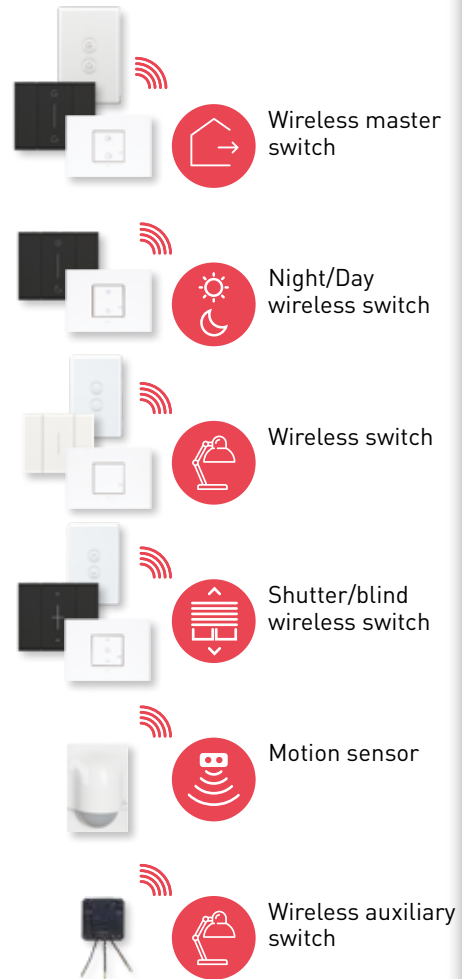 Wireless master
switch
Night/Day
wireless switch
Wireless switch
Shutter/blind
wireless switch
Motion sensor
Wireless auxiliary
switch